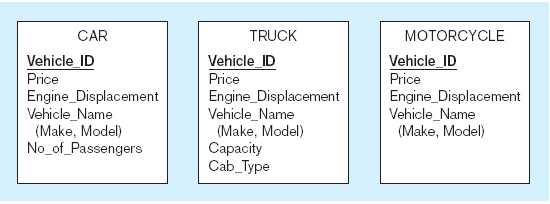 CAR
Vehicle_ID
Price
Engine_Displacement
Vehicle_Name
(Make, Model)
No_of_Passengers
TRUCK
Vehicle_ID
Price
Engine_Displacement
Vehicle_Name
(Make, Model)
Capacity
Cab_Type
MOTORCYCLE
Vehicle_ID
Price
Engine_Displacement
Vehicle_Name
(Make, Model)